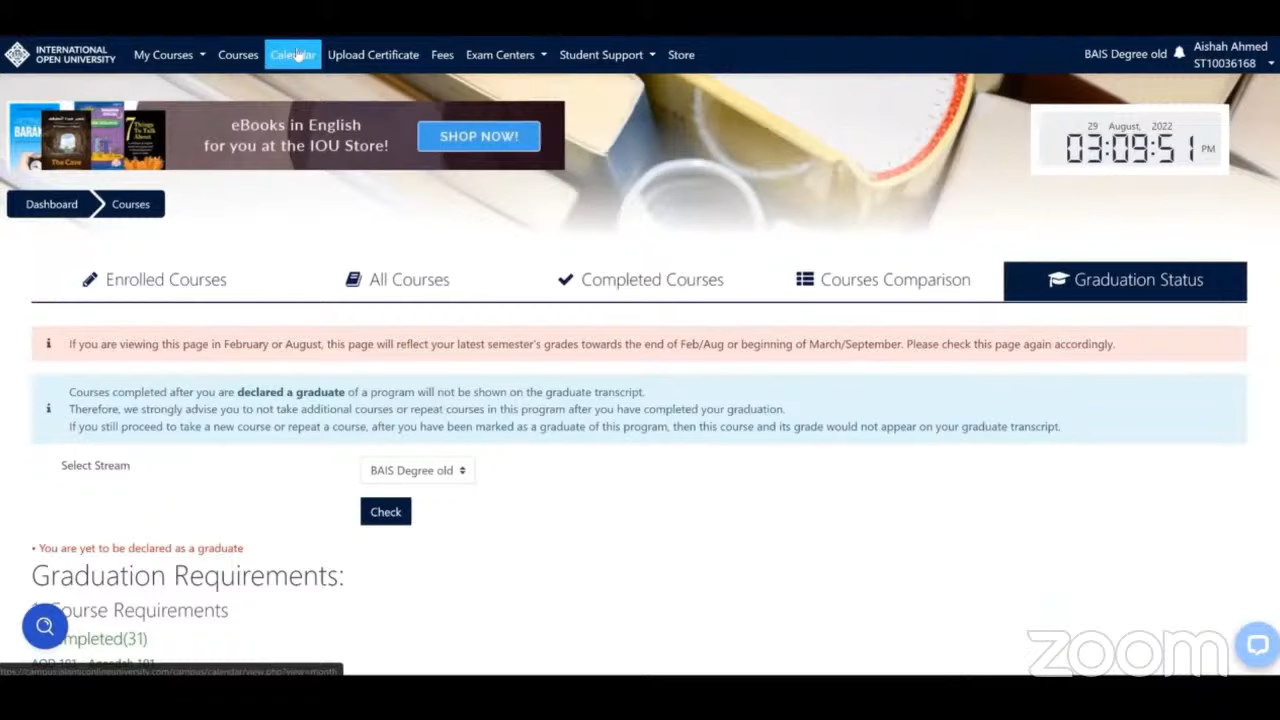 INTERNATIONAL
OPEN UNIVERSITY
My Courses
Courses
Calendar
Upload Certificate
Fees
Exam Centers
Student Support
Store
BAIS Degree old
Aishah Ahmed
ST10036168
eBooks in English
for you at the IOU Store!
SHOP NOW!
7 Things
To Talk
About
The Cave
29 August, 2022
03:09:51 PM
Dashboard
Courses
Enrolled Courses
All Courses
Completed Courses
Courses Comparison
Graduation Status
If you are viewing this page in February or August, this page will reflect your latest semester's grades towards the end of Feb/Aug or beginning of March/September. Please check this page again accordingly.
Courses completed after you are declared a graduate of a program will not be shown on the graduate transcript.
Therefore, we strongly advise you to not take additional courses or repeat courses in this program after you have completed your graduation.
If you still proceed to take a new course or repeat a course, after you have been marked as a graduate of this program, then this course and its grade would not appear on your graduate transcript.
Select Stream
BAIS Degree old
Check
• You are yet to be declared as a graduate
Graduation Requirements:
Course Requirements
mpleted(31)
zoom